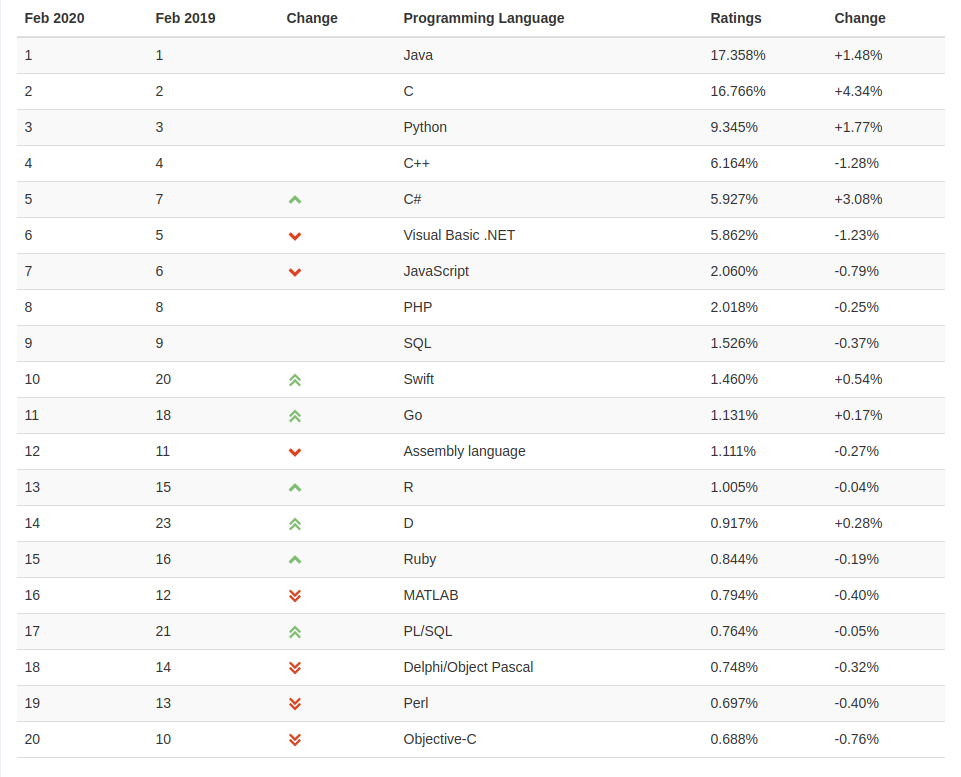 Feb 2020 Feb 2019 Change Programming Language Ratings Change
1 1 Java 17.358% +1.48%
2 2 C 16.766% +4.34%
3 3 Python 9.345% +1.77%
4 4 C++ 6.164% -1.28%
5 7 C# 5.927% +3.08%
6 5 Visual Basic .NET 5.862% -1.23%
7 6 JavaScript 2.060% -0.79%
8 8 PHP 2.018% -0.25%
9 9 SQL 1.526% -0.37%
10 20 Swift 1.460% +0.54%
11 18 Go 1.131% +0.17%
12 11 Assembly language 1.111% -0.27%
13 15 R 1.005% -0.04%
14 23 D 0.917% +0.28%
15 16 Ruby 0.844% -0.19%
16 12 MATLAB 0.794% -0.40%
17 21 PL/SQL 0.764% -0.05%
18 14 Delphi/Object Pascal 0.748% -0.32%
19 13 Perl 0.697% -0.40%
20 10 Objective-C 0.688% -0.76%